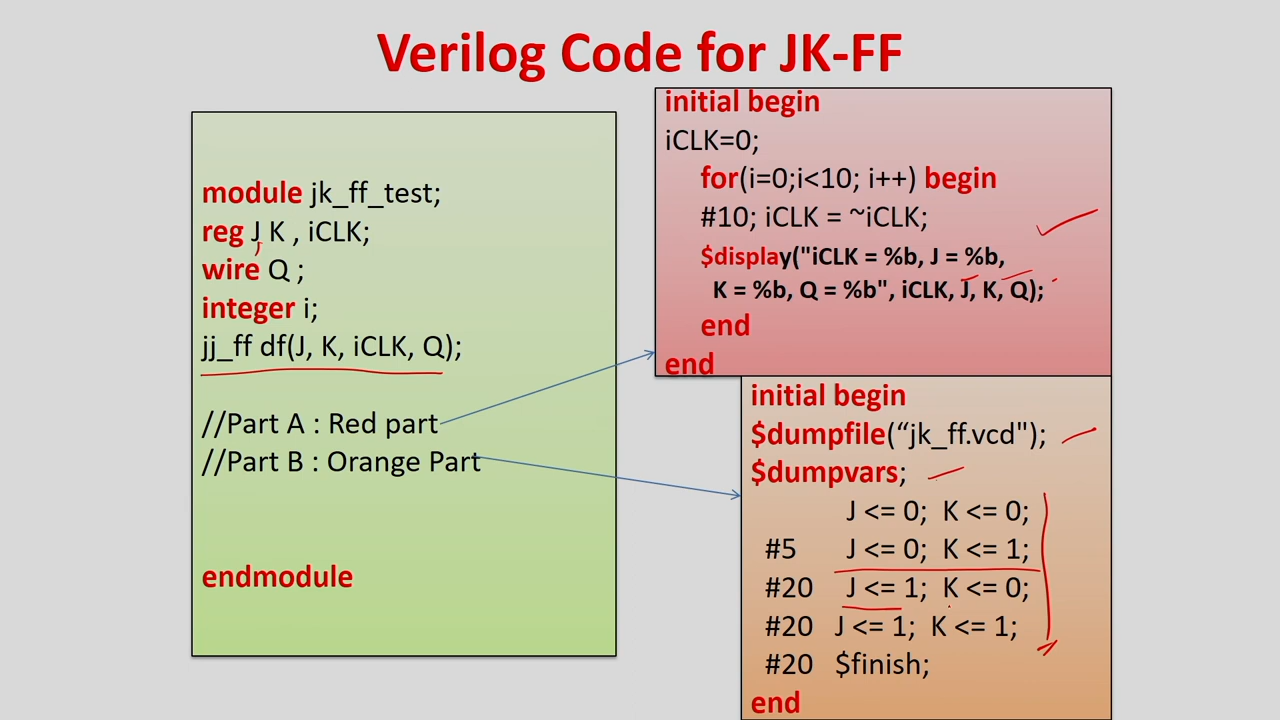 Verilog Code for JK-FF
module jk_ff_test;
reg J K , iCLK;
wire Q ;
integer i;
jj_ff df(J, K, iCLK, Q);
//Part A : Red part
//Part B : Orange Part
endmodule
initial begin
iCLK=0;
for(i=0;i<10; i++) begin
#10; iCLK = ~iCLK;
$display("iCLK = %b, J = %b,
K = %b, Q = %b", iCLK, J, K, Q);
end
end
initial begin
$dumpfile(“jk_ff.vcd");
$dumpvars;
J <= 0; K <= 0;
#5 J <= 0; K <= 1;
#20 J <= 1; K <= 0;
#20 J <= 1; K <= 1;
#20 $finish;
end